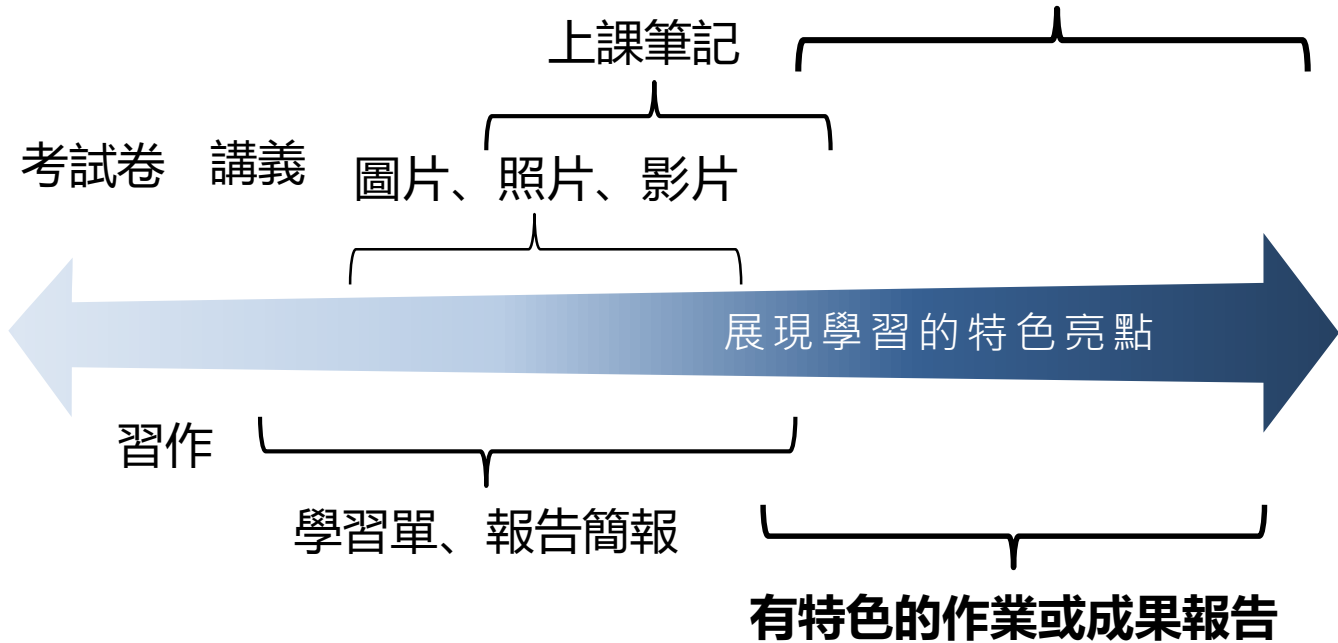 上課筆記
考試卷 講義 圖片、照片、影片
展現學習的特色亮點
習作
學習單、報告簡報
有特色的作業或成果報告